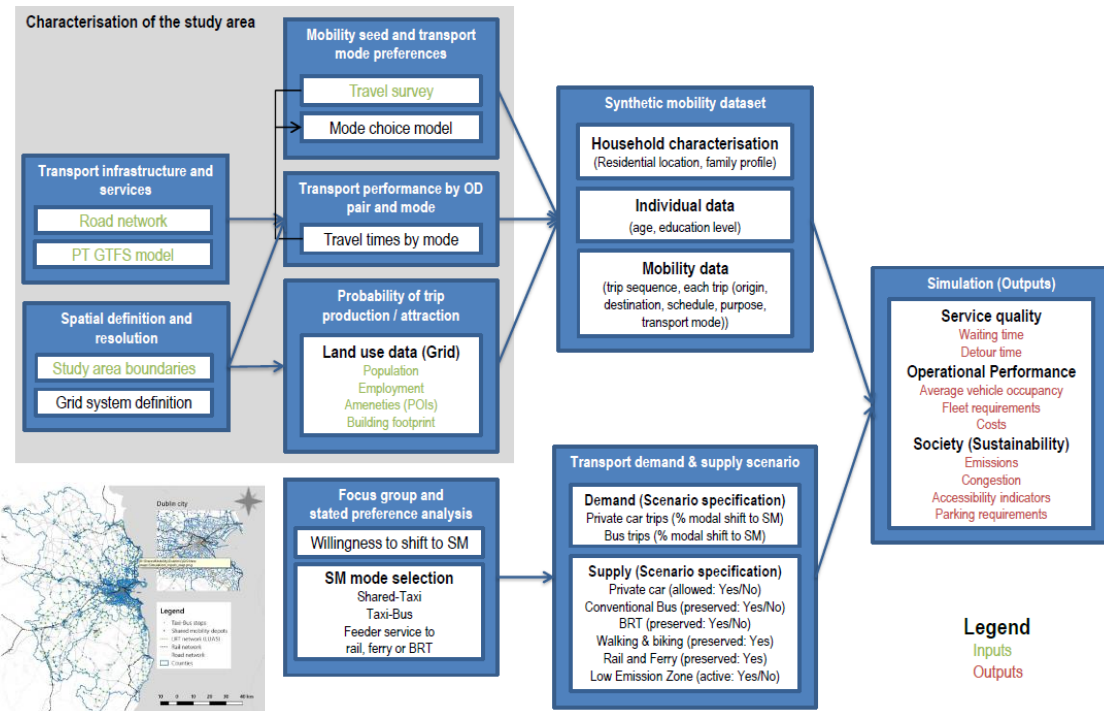 Characterisation of the study area
Mobility seed and transport
mode preferences
Travel survey
Mode choice model
Transport infrastructure and
services
Road network
PT GTFS model
Transport performance by OD
pair and mode
Travel times by mode
Spatial definition and
resolution
Study area boundaries
Grid system definition
Probability of trip
production / attraction
Land use data (Grid)
Population
Employment
Ameneties (POIs)
Building footprint
Synthetic mobility dataset
Household characterisation
(Residential location, family profile)
Individual data
(age, education level)
Mobility data
(trip sequence, each trip (origin,
destination, schedule, purpose,
transport mode))
Simulation (Outputs)
Service quality
Waiting time
Detour time
Operational Performance
Average vehicle occupancy
Fleet requirements
Costs
Society (Sustainability)
Emissions
Congestion
Accessibility indicators
Parking requirements
Dublin city
Legend
Taxi-Bus stops
Shared mobility depots
LRT network (LUAS)
Rail network
Road network
Counties
10 0 10 20 30 40 km
Focus group and
stated preference analysis
Willingness to shift to SM
SM mode selection
Shared-Taxi
Taxi-Bus
Feeder service to
rail, ferry or BRT
Transport demand & supply scenario
Demand (Scenario specification)
Private car trips (% modal shift to SM)
Bus trips (% modal shift to SM)
Supply (Scenario specification)
Private car (allowed: Yes/No)
Conventional Bus (preserved: Yes/No)
BRT (preserved: Yes/No)
Walking & biking (preserved: Yes)
Rail and Ferry (preserved: Yes)
Low Emission Zone (active: Yes/No)
Legend
Inputs
Outputs